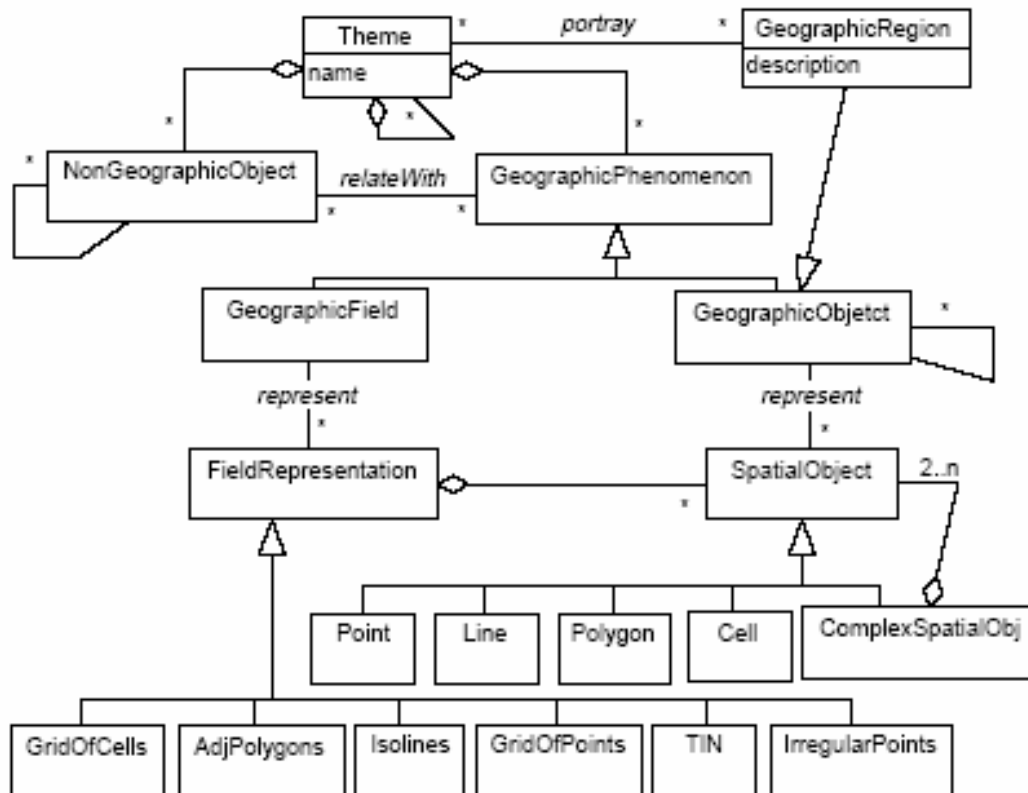 Theme
name
* portray *
GeographicRegion
description
*
*
*
*
NonGeographicObject
* relateWith *
GeographicPhenomenon
GeographicField
GeographicObjetct
*
represent
*
represent
*
FieldRepresentation
*
SpatialObject
2..n
Point
Line
Polygon
Cell
ComplexSpatialObj
GridOfCells
AdjPolygons
Isolines
GridOfPoints
TIN
IrregularPoints